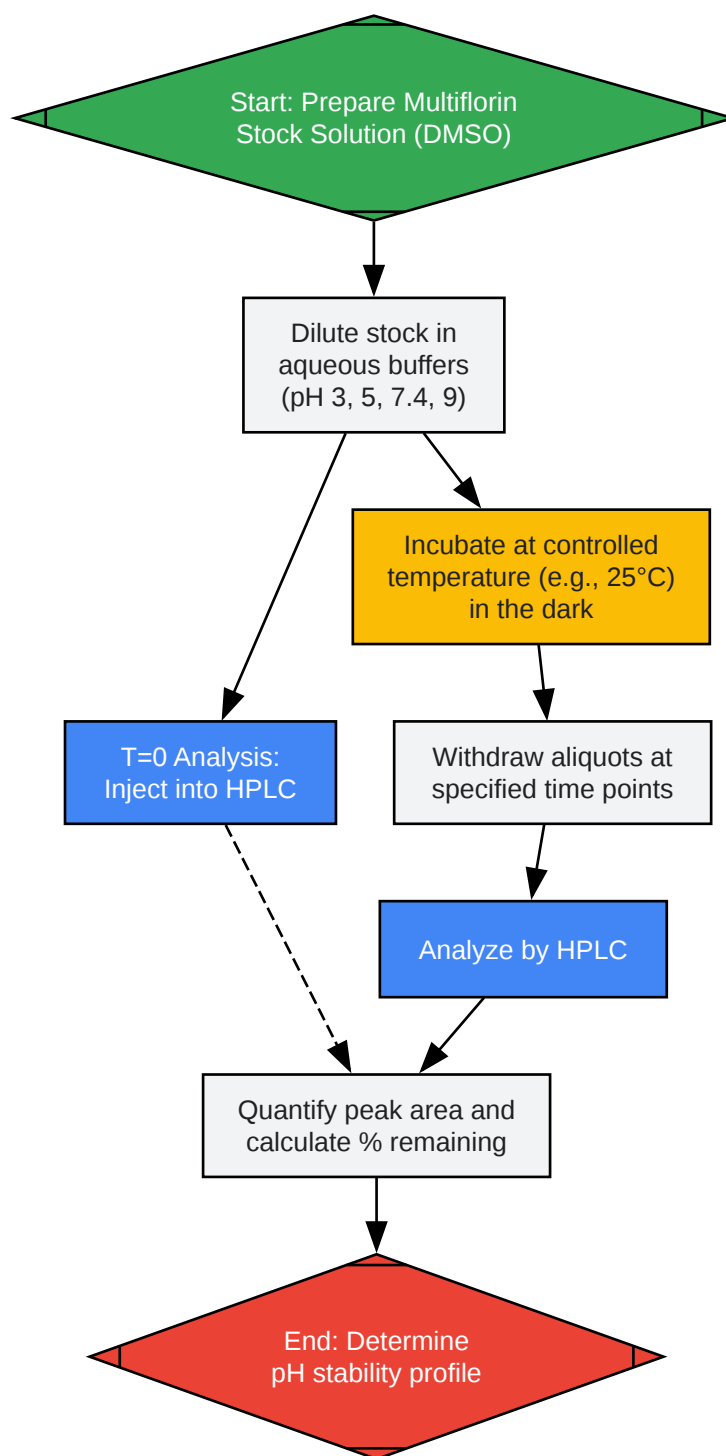 Start: Prepare Multiflorin
Stock Solution (DMSO)
Dilute stock in
aqueous buffers
(pH 3, 5, 7.4, 9)
Incubate at controlled
temperature (e.g., 25°C)
in the dark
T=0 Analysis:
Inject into HPLC
Withdraw aliquots at
specified time points
Analyze by HPLC
Quantify peak area and
calculate % remaining
End: Determine
pH stability profile